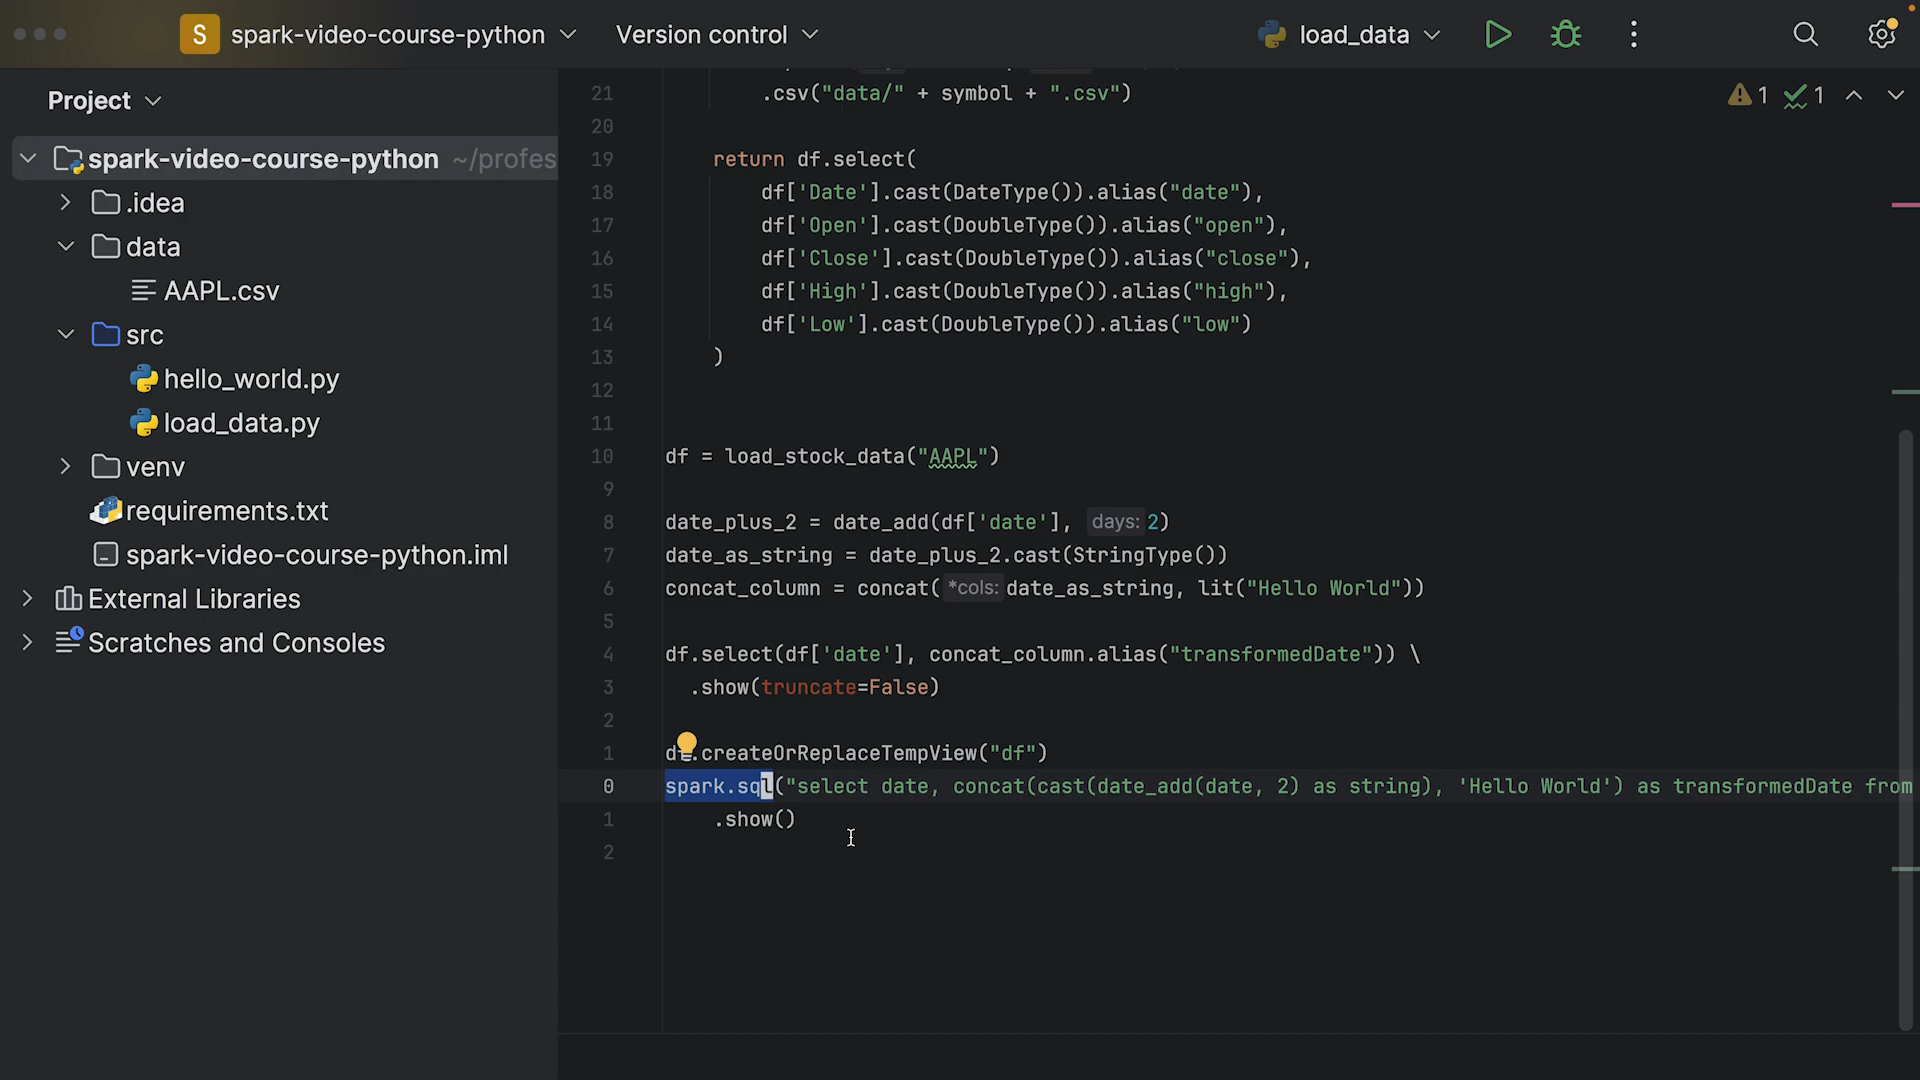 S spark-video-course-python Version control load_data
Project
spark-video-course-python ~/profes
.idea
data
AAPL.csv
src
hello_world.py
load_data.py
venv
requirements.txt
spark-video-course-python.iml
External Libraries
Scratches and Consoles
1 1
21 .csv("data/" + symbol + ".csv")
20
19 return df.select(
18 df['Date'].cast(DateType()).alias("date"),
17 df['Open'].cast(DoubleType()).alias("open"),
16 df['Close'].cast(DoubleType()).alias("close"),
15 df['High'].cast(DoubleType()).alias("high"),
14 df['Low'].cast(DoubleType()).alias("low")
13 )
12
11
10 df = load_stock_data("AAPL")
9
8 date_plus_2 = date_add(df['date'], days: 2)
7 date_as_string = date_plus_2.cast(StringType())
6 concat_column = concat( *cols: date_as_string, lit("Hello World"))
5
4 df.select(df['date'], concat_column.alias("transformedDate")) \
3 .show(truncate=False)
2
1 df.createOrReplaceTempView("df")
0 spark.sql("select date, concat(cast(date_add(date, 2) as string), 'Hello World') as transformedDate from
1 .show()
2